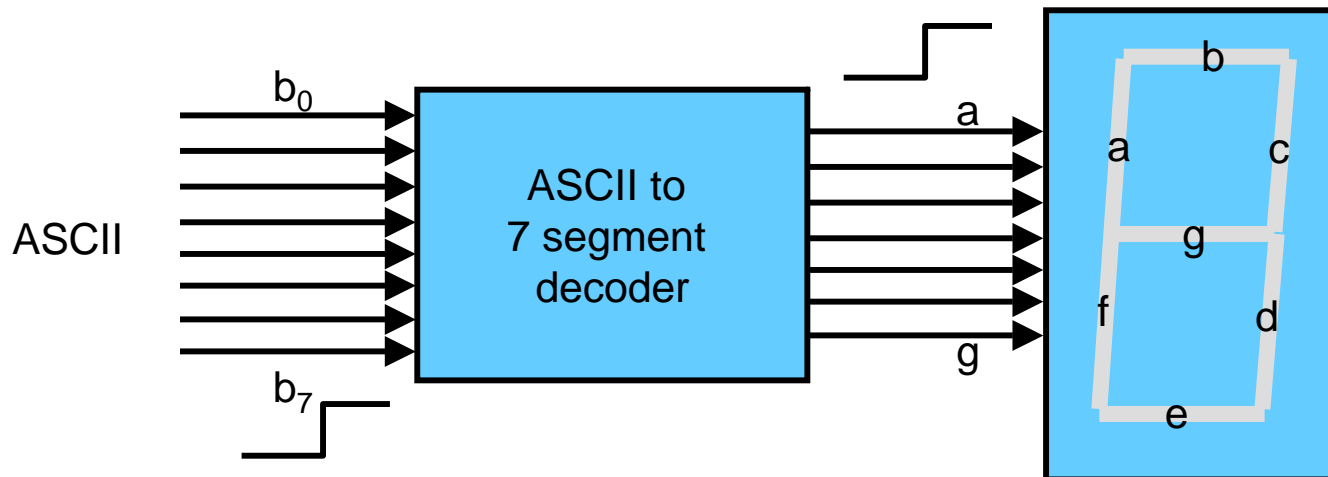 b₀
ASCII
b₇
ASCII to
7 segment
decoder
a
g
b
a
c
g
f
d
e